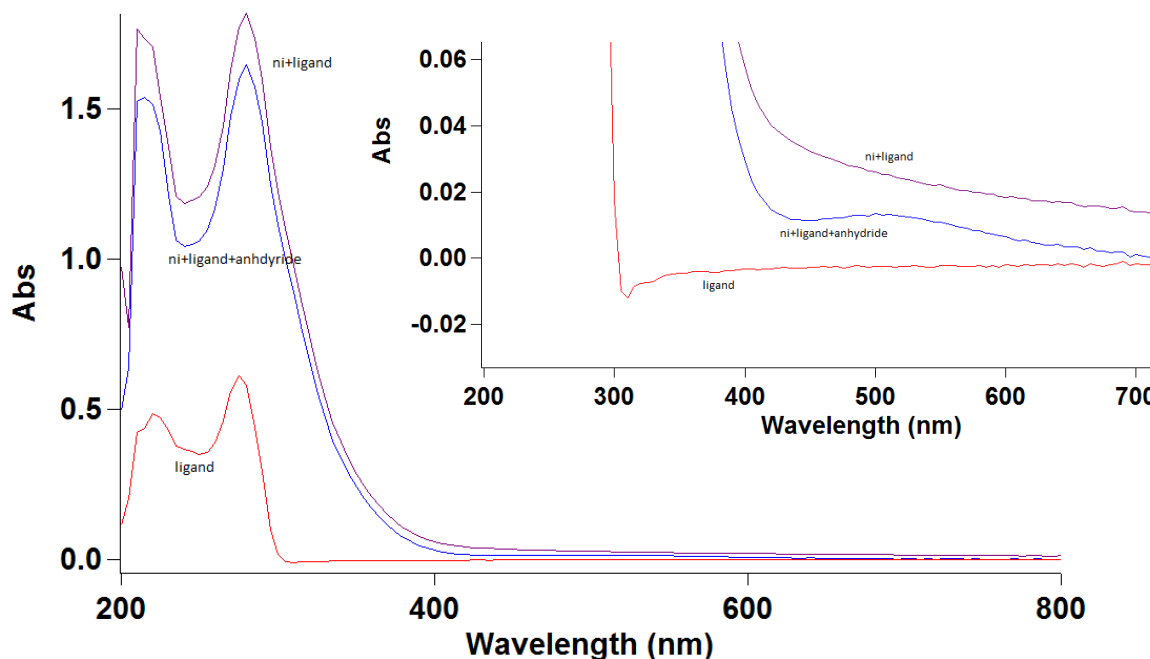 ni+ligand
1.5
1.0
0.5
0.0
Abs
ni+ligand+anhdyride
ligand
200
400
600
800
Wavelength (nm)
0.06
0.04
0.02
0.00
-0.02
Abs
ni+ligand
ni+ligand+anhydride
ligand
200
300
400
500
600
700
Wavelength (nm)